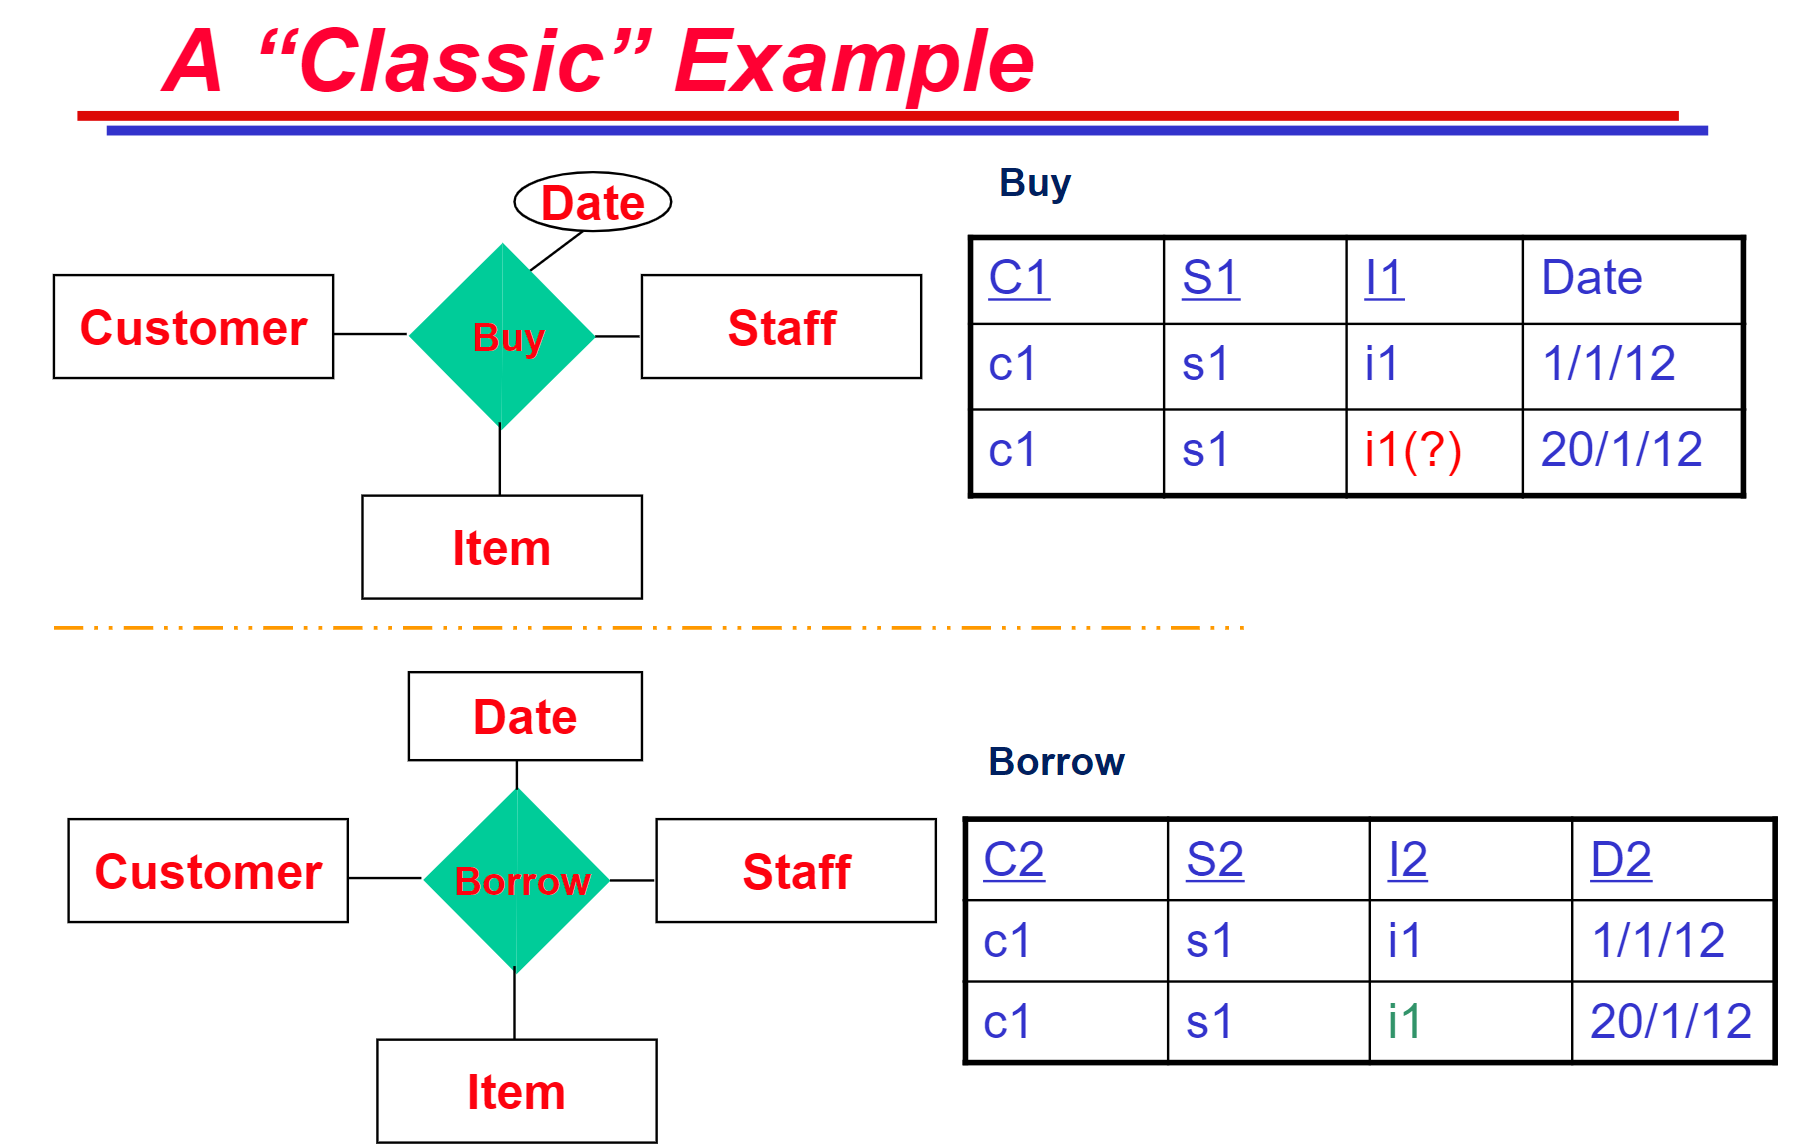 A “Classic” Example
Date
Customer
Buy
Staff
Item
Buy
C1 S1 I1 Date
c1 s1 i1 1/1/12
c1 s1 i1(?) 20/1/12
Date
Customer
Borrow
Staff
Item
Borrow
C2 S2 I2 D2
c1 s1 i1 1/1/12
c1 s1 i1 20/1/12